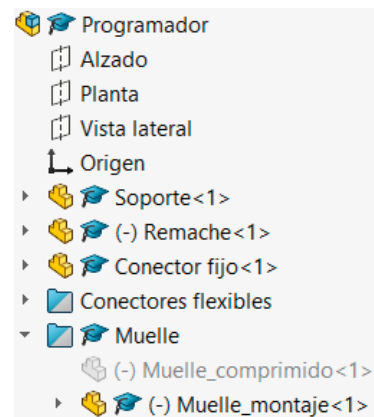 Programador
Alzado
Planta
Vista lateral
Origen
Soporte<1>
(-) Remache<1>
Conector fijo<1>
Conectores flexibles
Muelle
(-) Muelle_comprimido<1>
(-) Muelle_montaje<1>